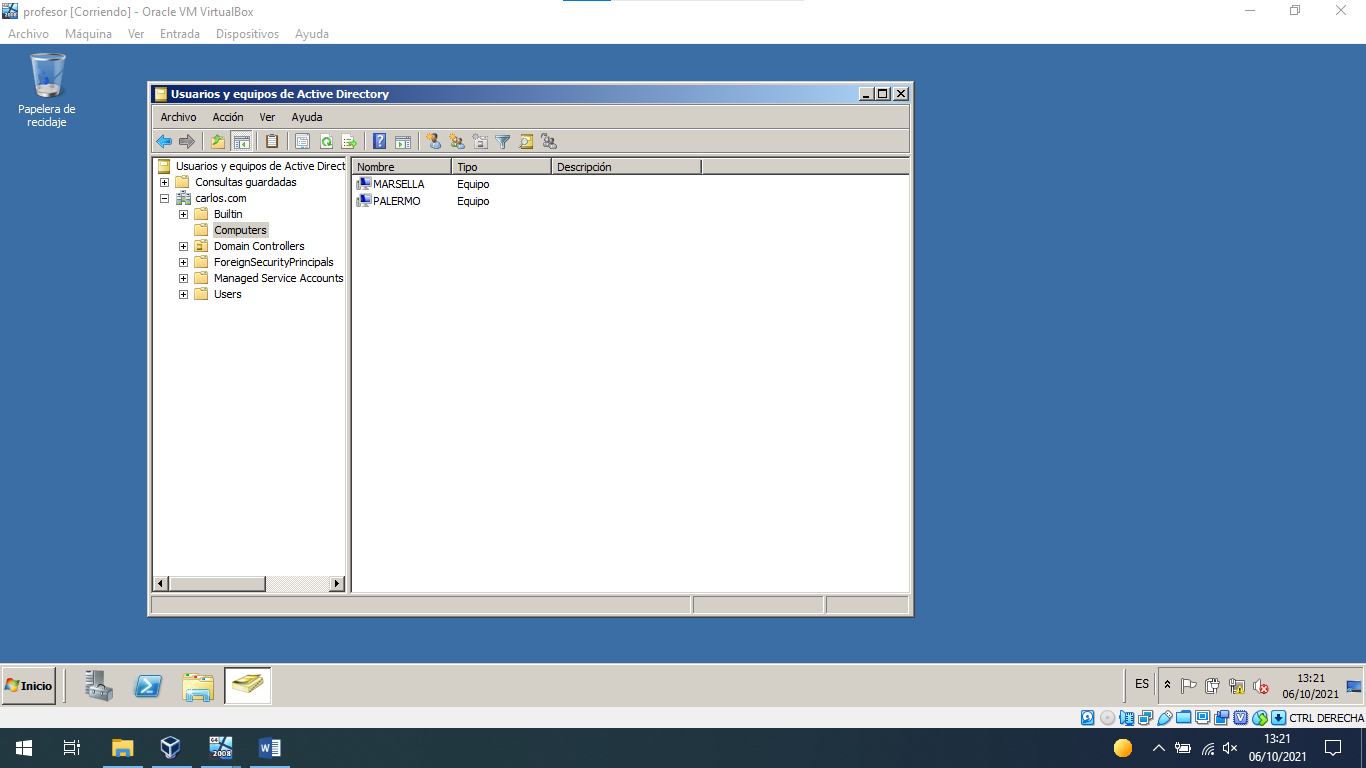 profesor [Corriendo] - Oracle VM VirtualBox
Archivo Máquina Ver Entrada Dispositivos Ayuda
Papelera de
reciclaje
Usuarios y equipos de Active Directory
Archivo Acción Ver Ayuda
Usuarios y equipos de Active Direct
Consultas guardadas
carlos.com
Builtin
Computers
Domain Controllers
ForeignSecurityPrincipals
Managed Service Accounts
Users
Nombre Tipo Descripción
MARSELLA Equipo
PALERMO Equipo
Inicio
ES
13:21
06/10/2021
CTRL DERECHA
64
2008
W
13:21
06/10/2021